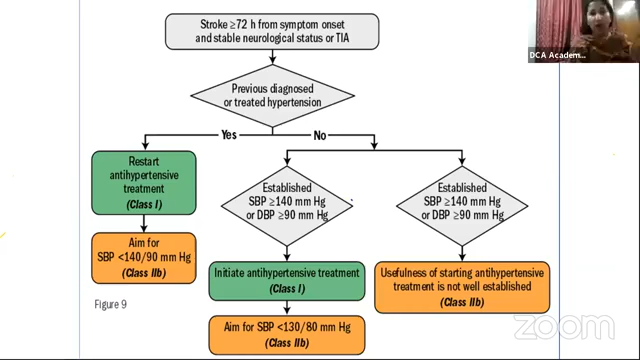 Stroke ≥72 h from symptom onset
and stable neurological status or TIA
DCA Academ...
Previous diagnosed
or treated hypertension
Yes
No
Restart
antihypertensive
treatment
(Class I)
Established
SBP ≥140 mm Hg
or DBP ≥90 mm Hg
Established
SBP ≥140 mm Hg
or DBP ≥90 mm Hg
Aim for
SBP <140/90 mm Hg
(Class IIb)
Initiate antihypertensive treatment
(Class I)
Usefulness of starting antihypertensive
treatment is not well established
(Class IIb)
Figure 9
Aim for SBP <130/80 mm Hg
(Class IIb)
zoom